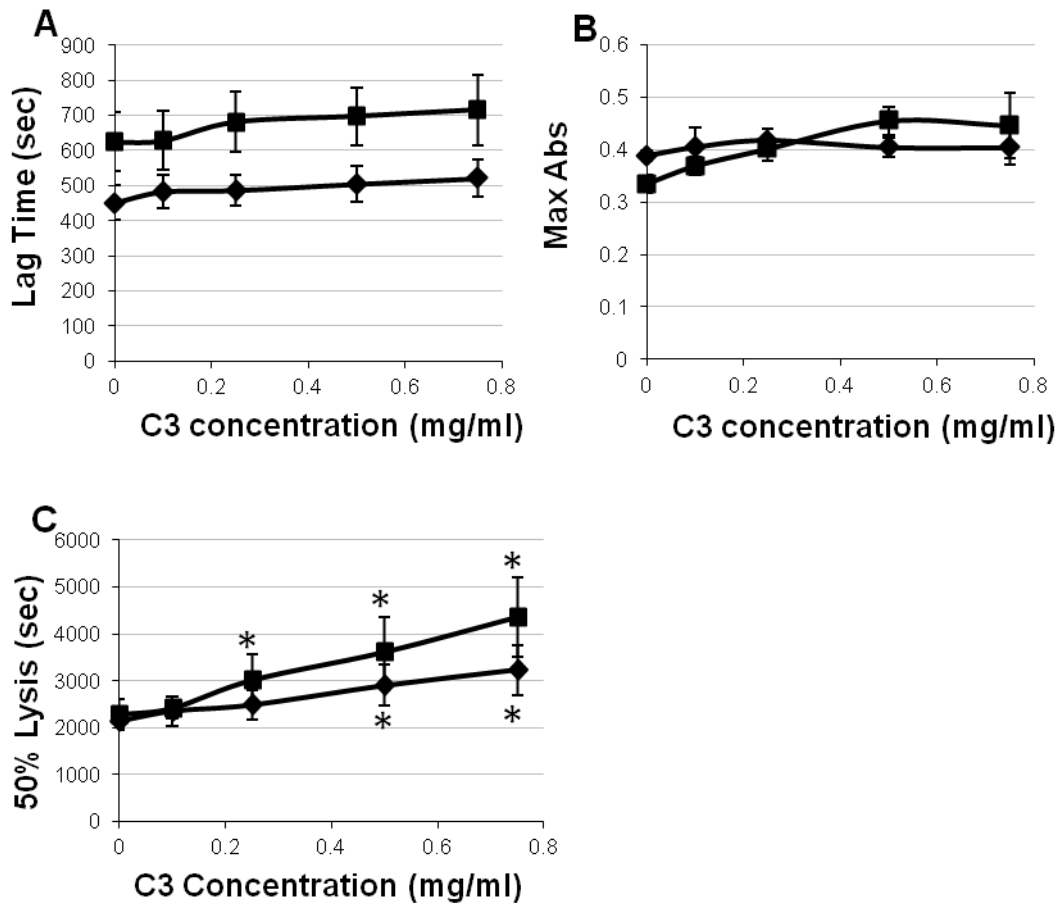 A
900
800
700
600
500
400
300
200
100
0
Lag Time (sec)
0 0.2 0.4 0.6 0.8
C3 concentration (mg/ml)
B
0.6
0.5
0.4
0.3
0.2
0.1
0
Max Abs
0 0.2 0.4 0.6 0.8
C3 concentration (mg/ml)
C
6000
5000
4000
3000
2000
1000
0
50% Lysis (sec)
*
*
*
*
*
0 0.2 0.4 0.6 0.8
C3 Concentration (mg/ml)